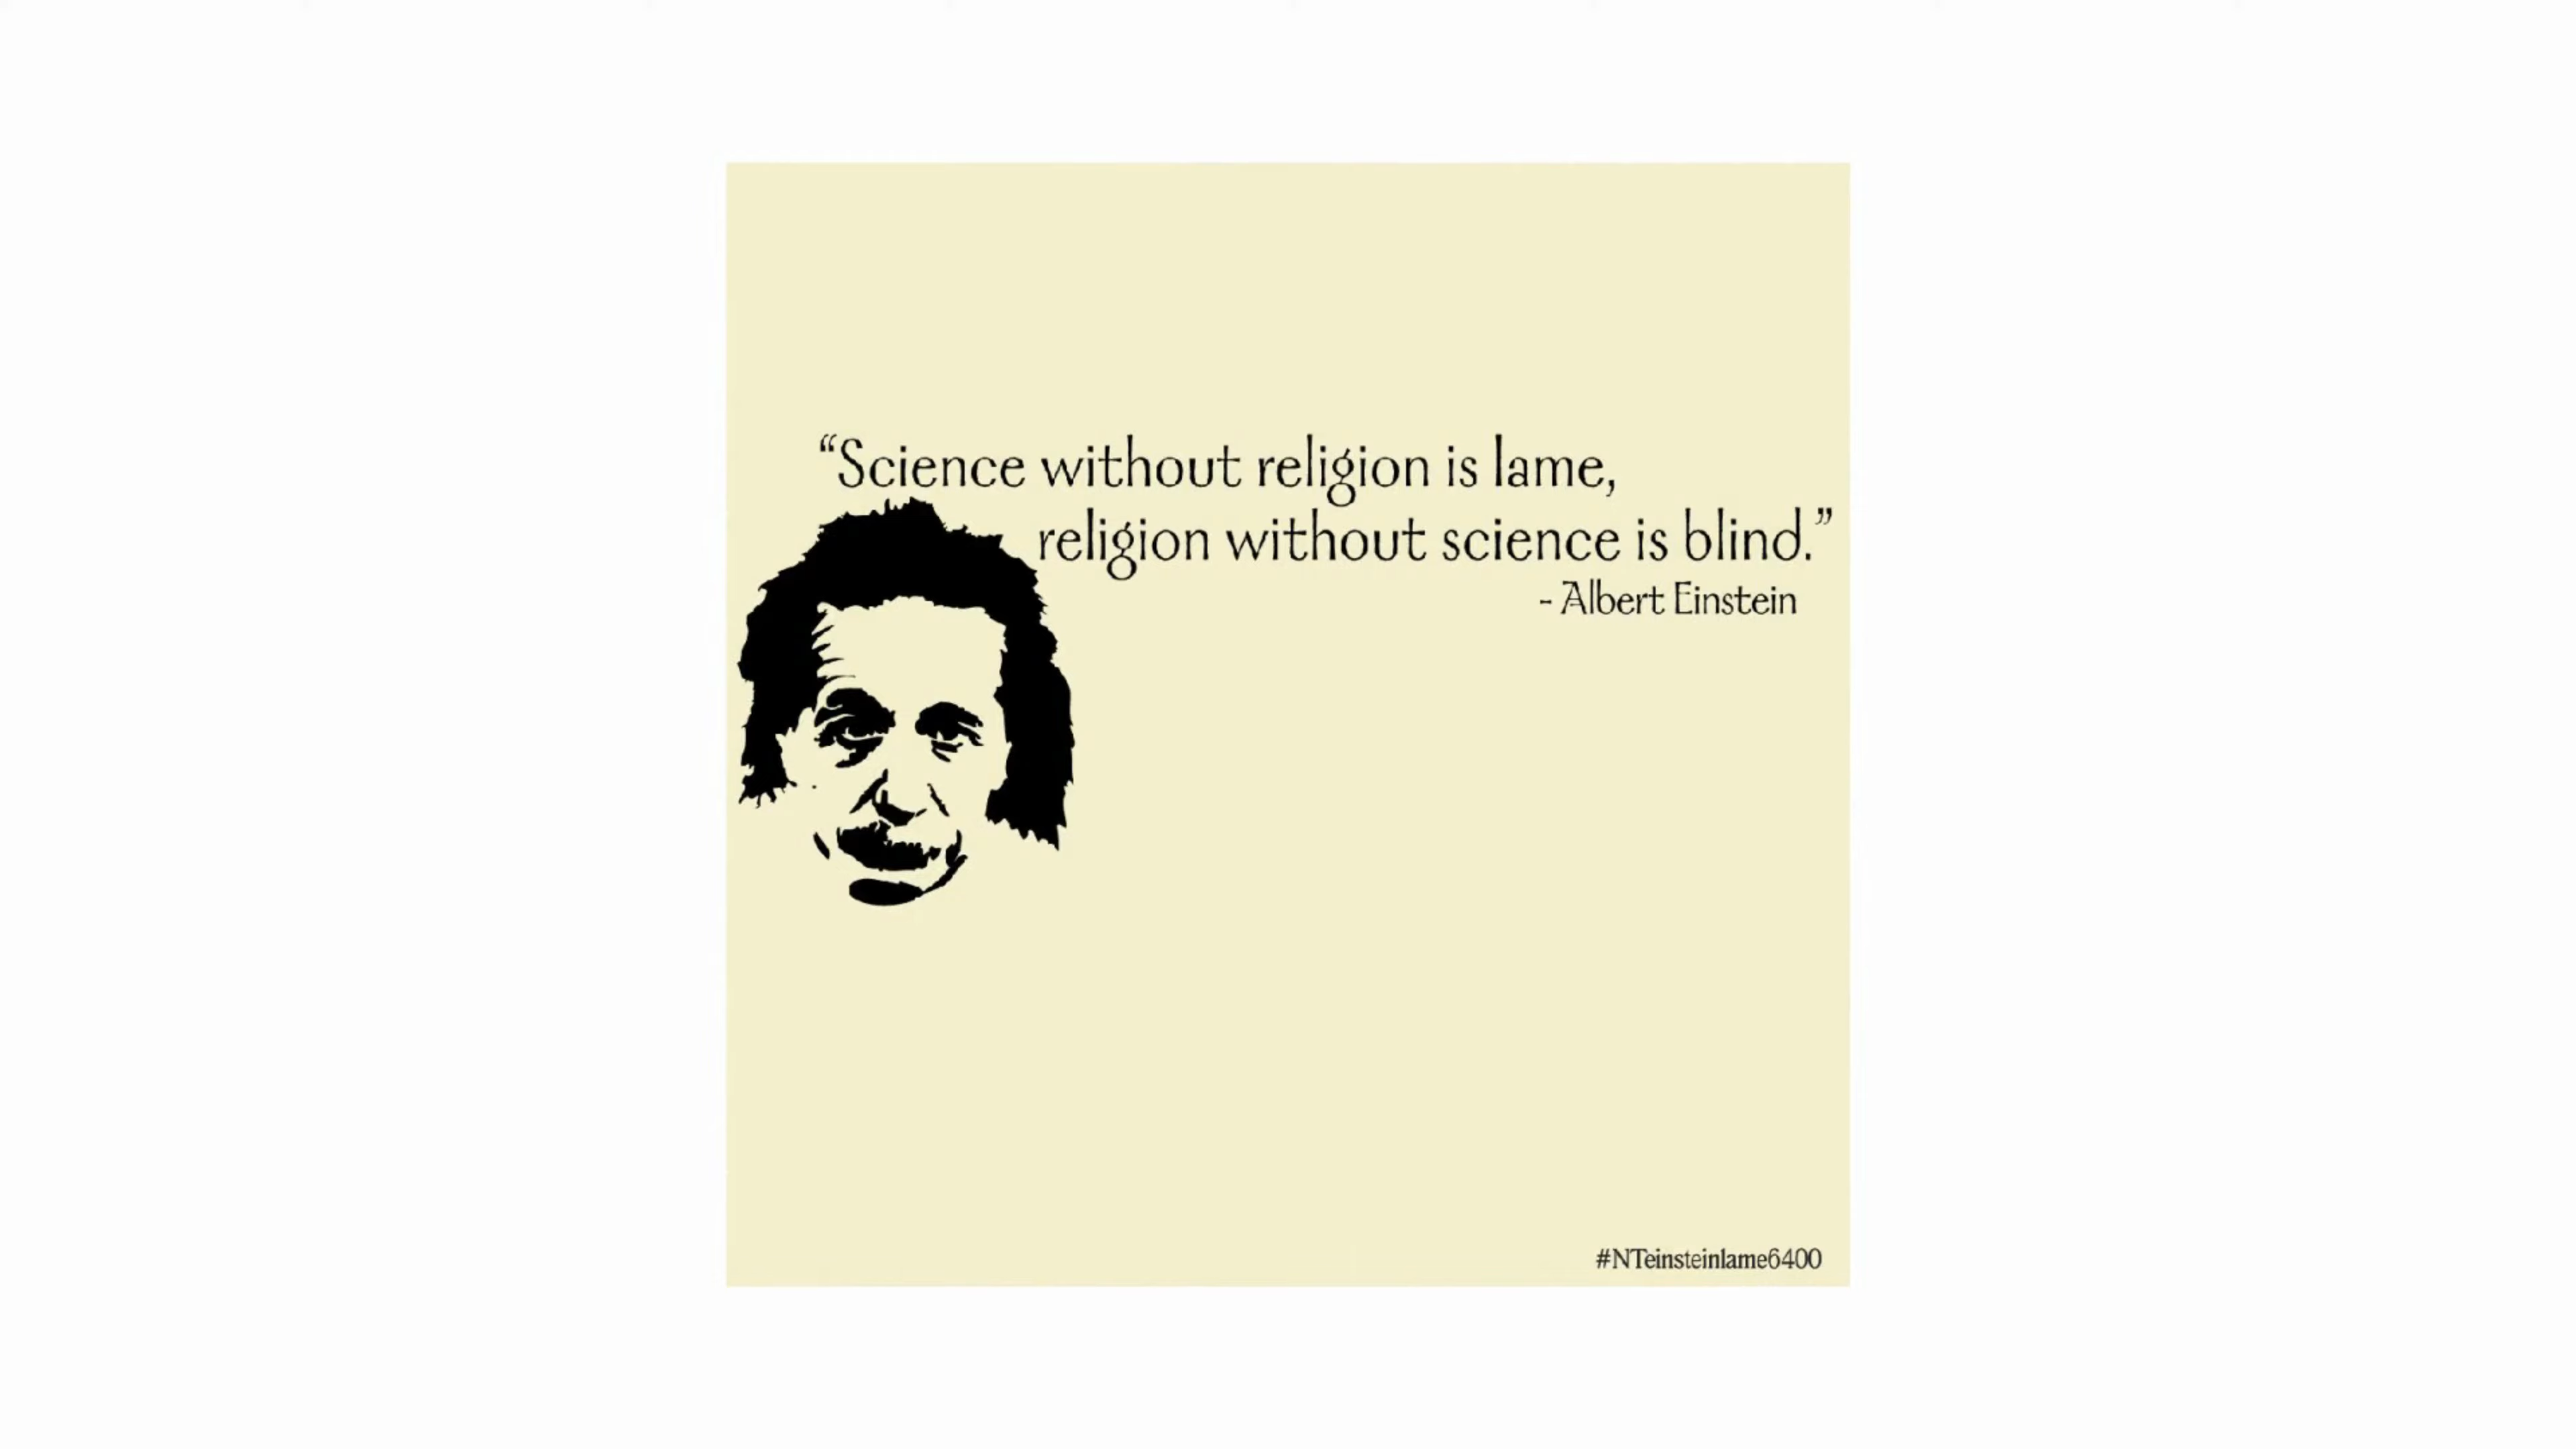 “Science without religion is lame,
religion without science is blind.”
- Albert Einstein
#NTeinsteinlame6400